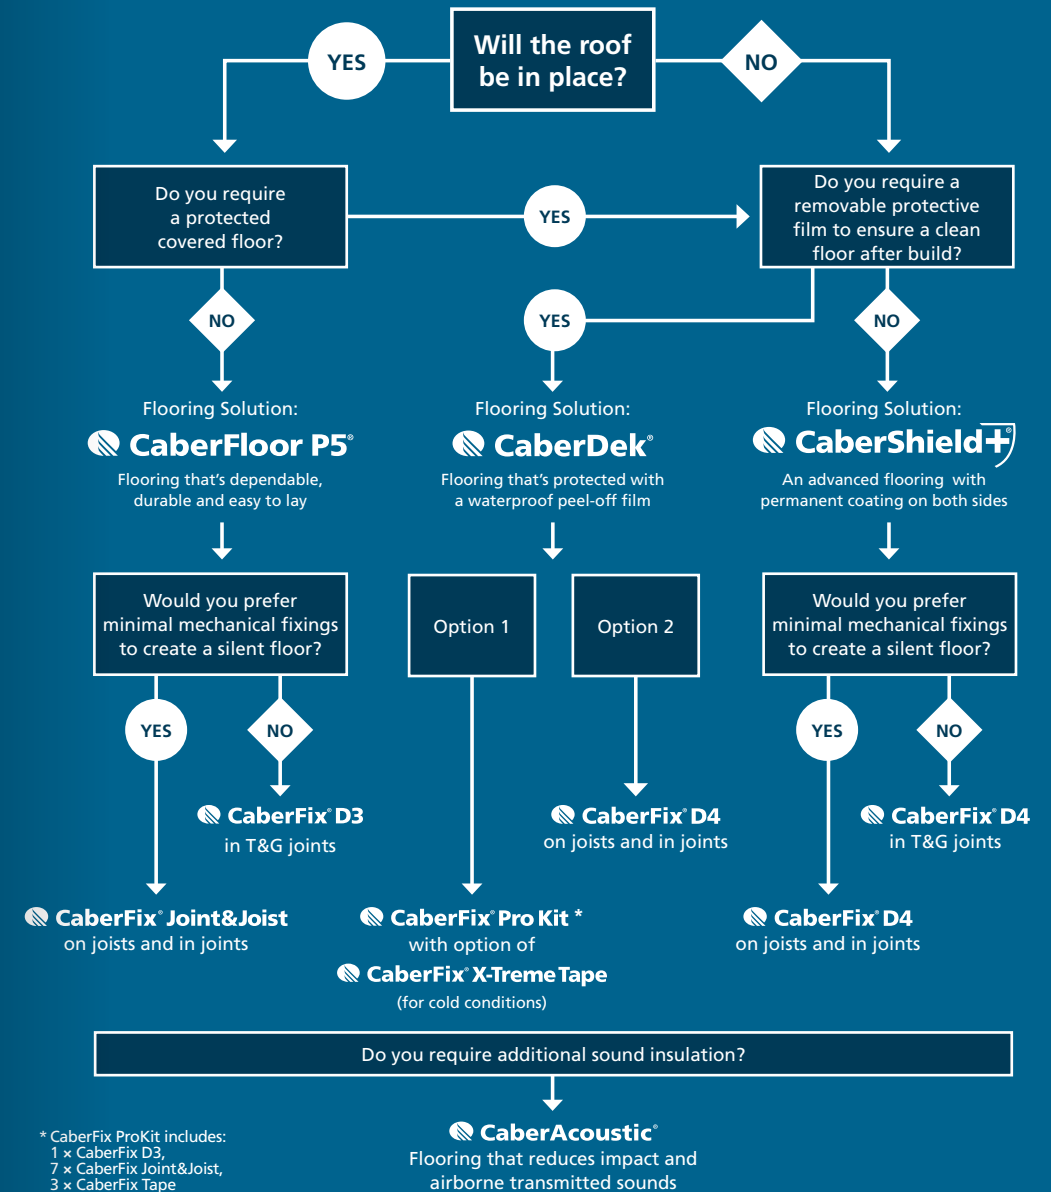 Will the roof
be in place?
YES
NO
Do you require
a protected
covered floor?
YES
Do you require a
removable protective
film to ensure a clean
floor after build?
NO
YES
NO
Flooring Solution:
CaberFloor P5®
Flooring that's dependable,
durable and easy to lay
Flooring Solution:
CaberDek®
Flooring that's protected with
a waterproof peel-off film
Flooring Solution:
CaberShield+®
An advanced flooring with
permanent coating on both sides
Would you prefer
minimal mechanical fixings
to create a silent floor?
Option 1
Option 2
Would you prefer
minimal mechanical fixings
to create a silent floor?
YES
NO
YES
NO
CaberFix® D3
in T&G joints
CaberFix® D4
on joists and in joints
CaberFix® D4
in T&G joints
CaberFix® Joint&Joist
on joists and in joints
CaberFix® Pro Kit *
with option of
CaberFix® X-Treme Tape
(for cold conditions)
CaberFix® D4
on joists and in joints
Do you require additional sound insulation?
CaberAcoustic®
Flooring that reduces impact and
airborne transmitted sounds
* CaberFix ProKit includes:
1 × CaberFix D3,
7 × CaberFix Joint&Joist,
3 × CaberFix Tape